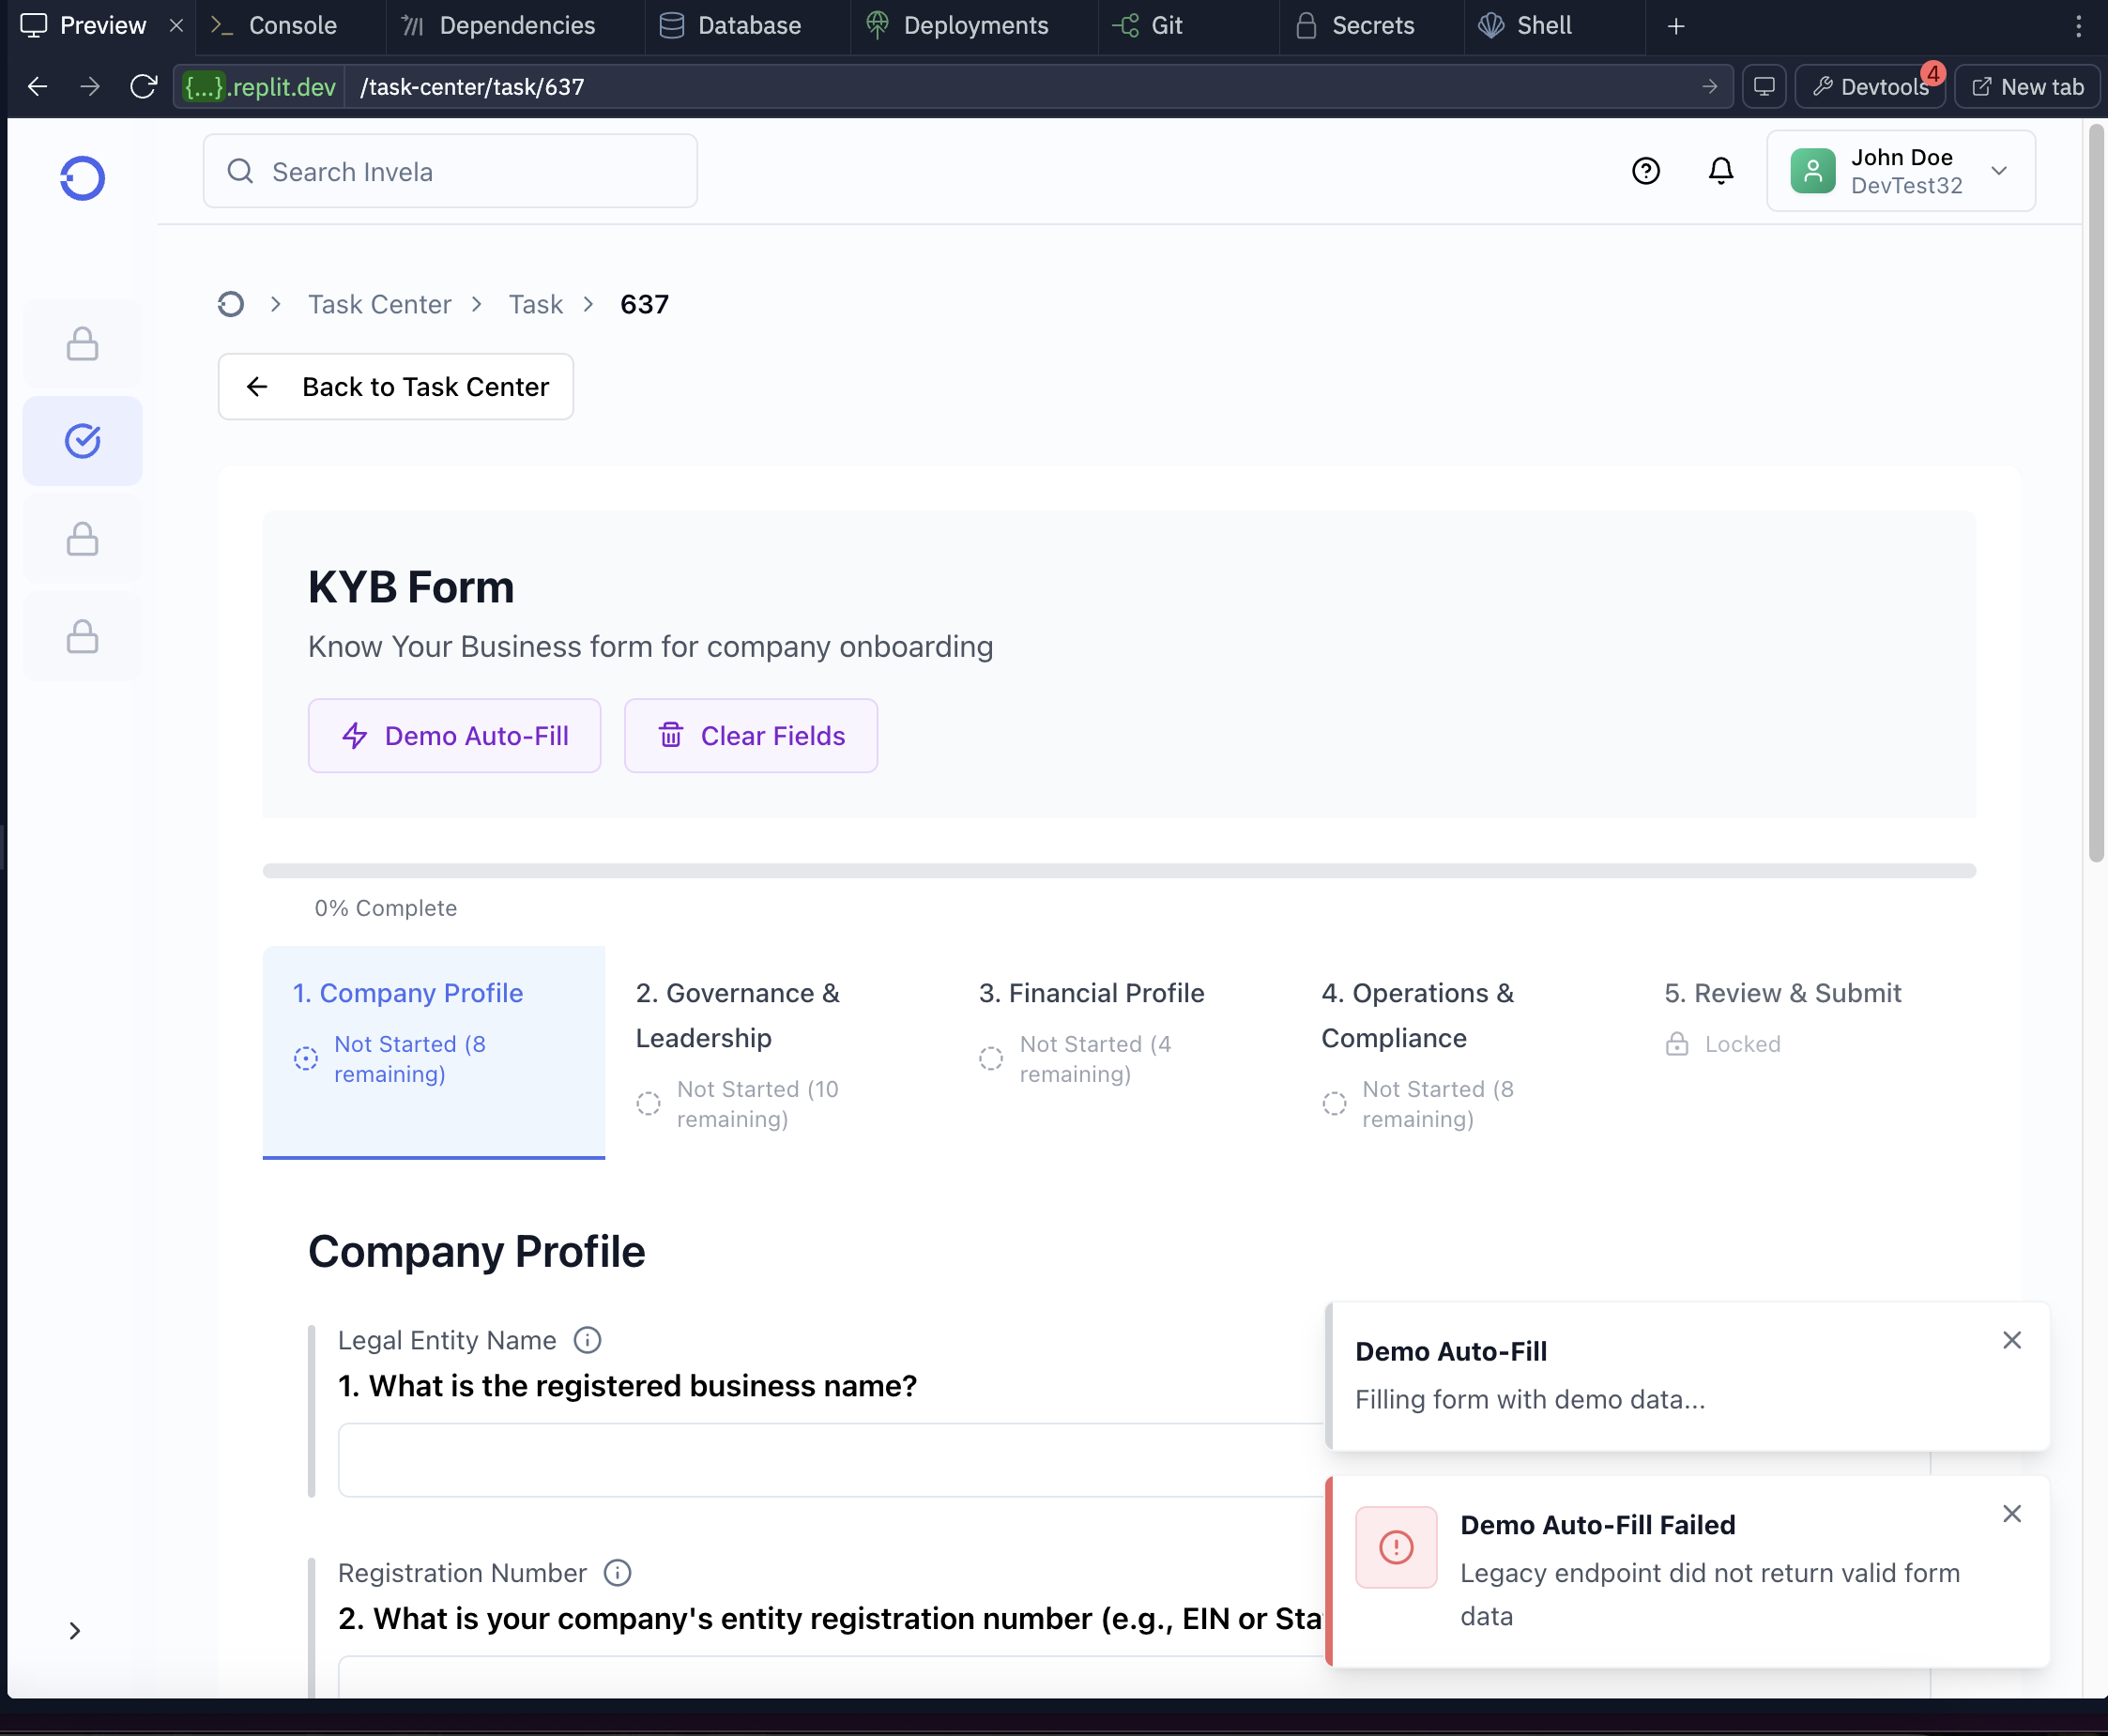 Preview
Console
Dependencies
Database
Deployments
Git
Secrets
Shell
{...}.replit.dev
/task-center/task/637
Devtools
4
New tab
Search Invela
John Doe
DevTest32
Task Center
Task
637
Back to Task Center
KYB Form
Know Your Business form for company onboarding
Demo Auto-Fill
Clear Fields
0% Complete
1. Company Profile
Not Started (8
remaining)
2. Governance &
Leadership
Not Started (10
remaining)
3. Financial Profile
Not Started (4
remaining)
4. Operations &
Compliance
Not Started (8
remaining)
5. Review & Submit
Locked
Company Profile
Legal Entity Name
1. What is the registered business name?
Registration Number
2. What is your company's entity registration number (e.g., EIN or Sta
Demo Auto-Fill
Filling form with demo data...
Demo Auto-Fill Failed
Legacy endpoint did not return valid form
data